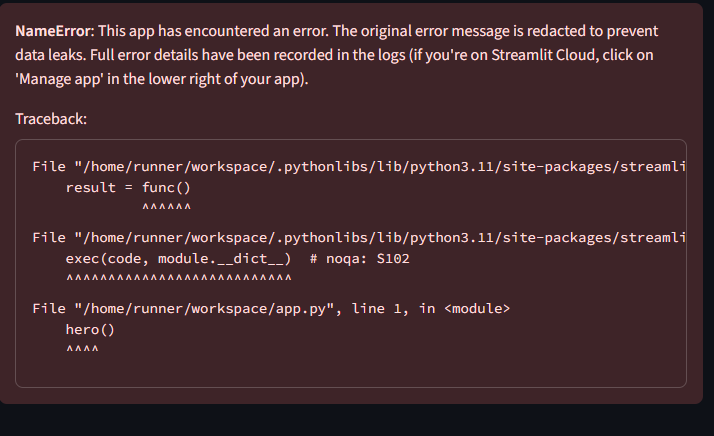 NameError: This app has encountered an error. The original error message is redacted to prevent
data leaks. Full error details have been recorded in the logs (if you're on Streamlit Cloud, click on
'Manage app' in the lower right of your app).
Traceback:
File "/home/runner/workspace/.pythonlibs/lib/python3.11/site-packages/streamli
    result = func()
             ^^^^^^
File "/home/runner/workspace/.pythonlibs/lib/python3.11/site-packages/streamli
    exec(code, module.__dict__)  # noqa: S102
    ^^^^^^^^^^^^^^^^^^^^^^^^^^^
File "/home/runner/workspace/app.py", line 1, in <module>
    hero()
    ^^^^